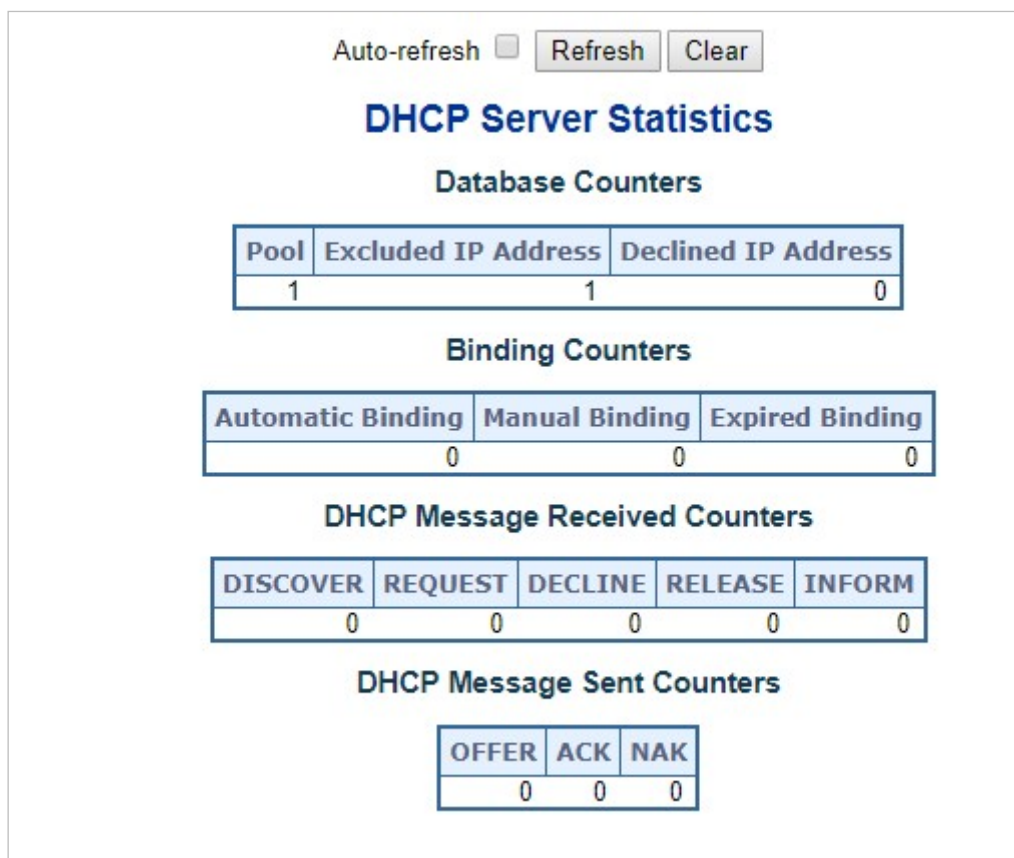 Auto-refresh Refresh Clear
DHCP Server Statistics
Database Counters
Pool Excluded IP Address Declined IP Address
1 1 0
Binding Counters
Automatic Binding Manual Binding Expired Binding
0 0 0
DHCP Message Received Counters
DISCOVER REQUEST DECLINE RELEASE INFORM
0 0 0 0 0
DHCP Message Sent Counters
OFFER ACK NAK
0 0 0